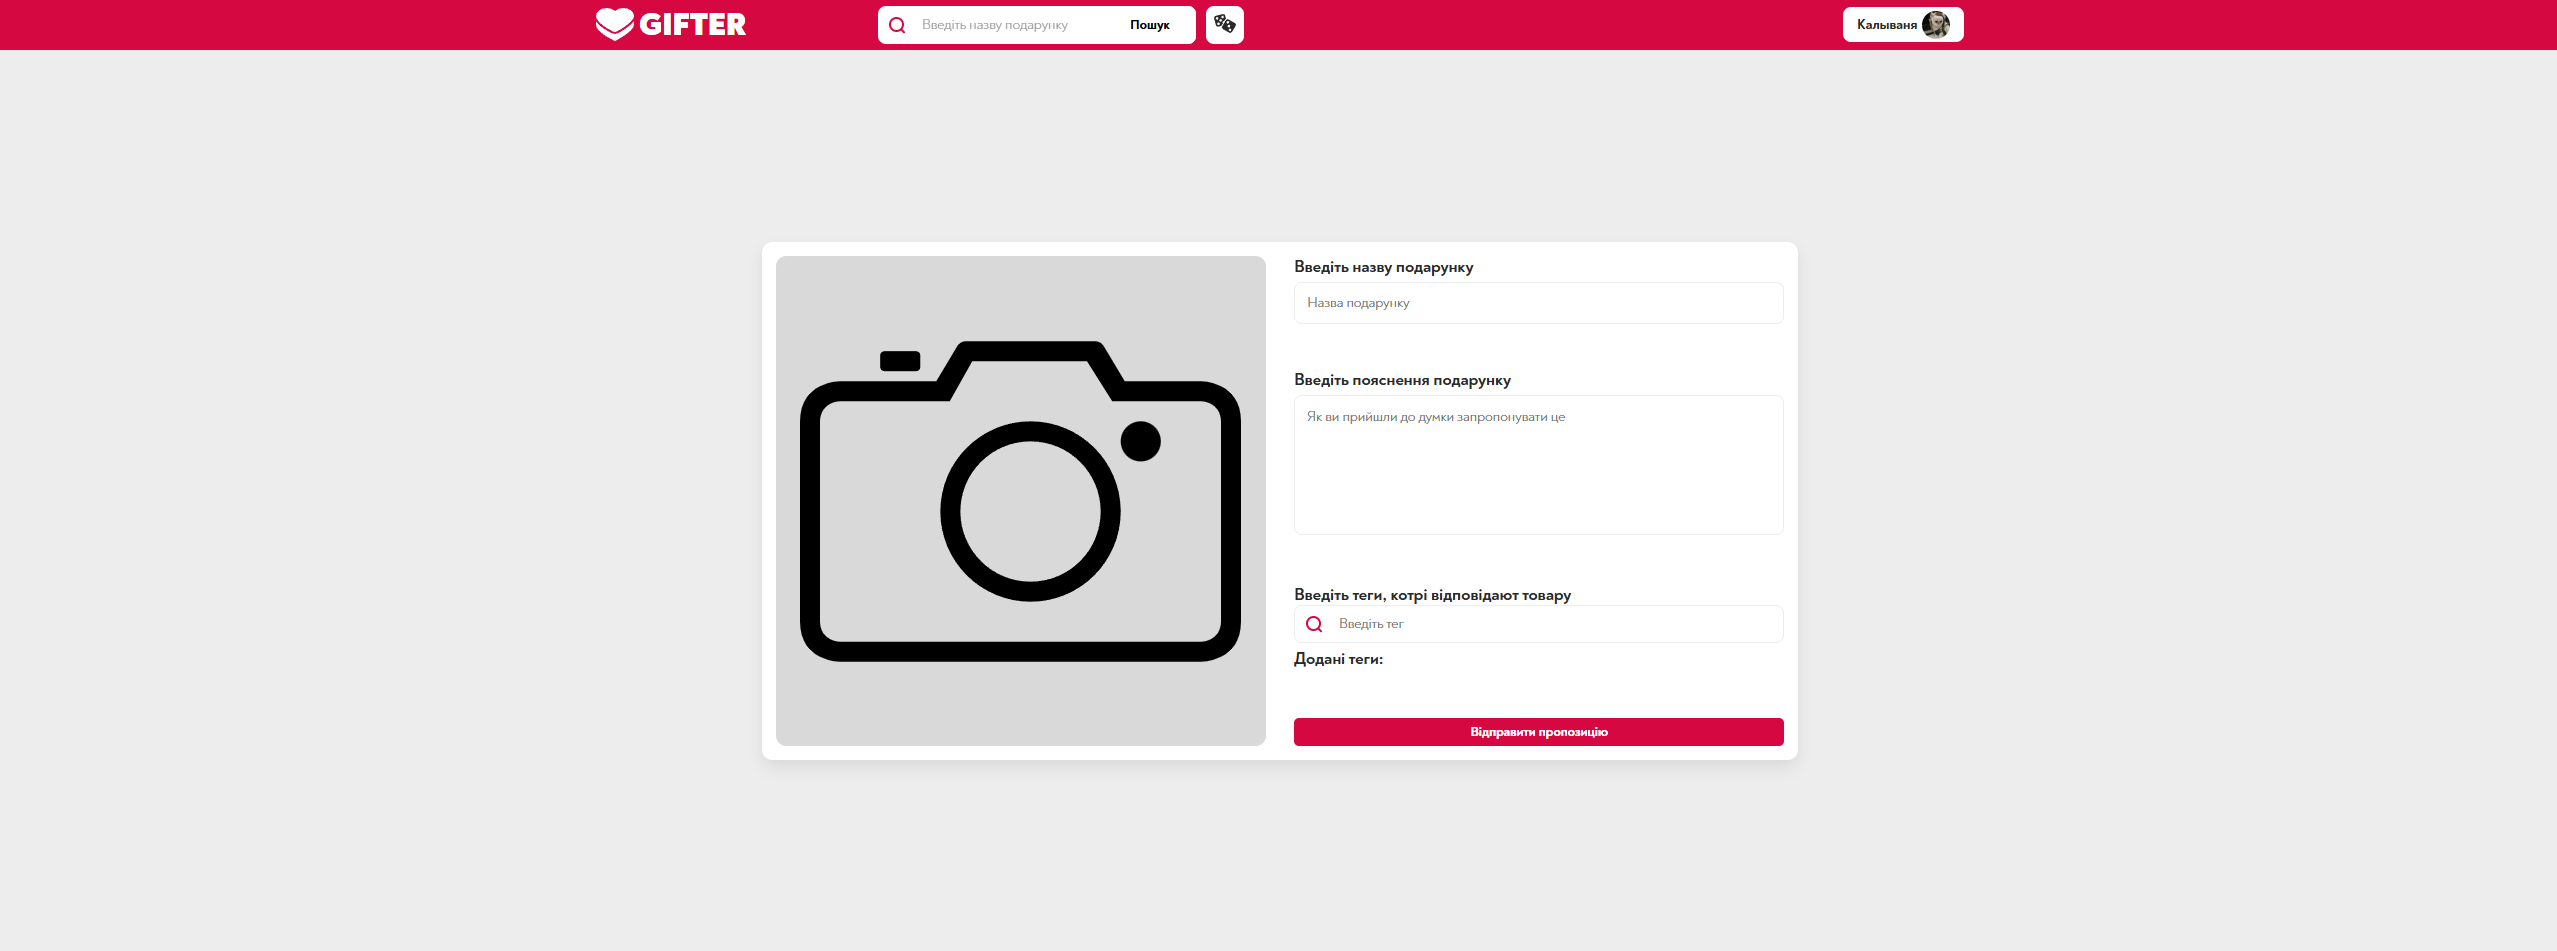 GIFTER
Введіть назву подарунку
Пошук
Калываня
Введіть назву подарунку
Назва подарунку
Введіть пояснення подарунку
Як ви прийшли до думки запропонувати це
Введіть теги, котрі відповідают товару
Введіть тег
Додані теги:
Відправити пропозицію